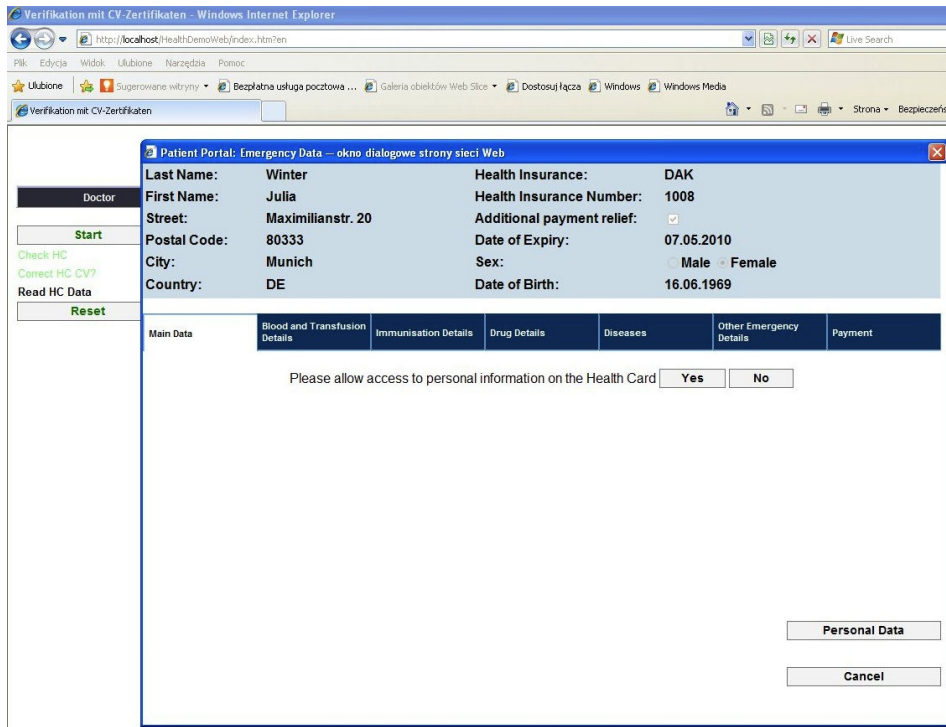 Verifikation mit CV-Zertifikaten - Windows Internet Explorer
http://localhost/HealthDemoWeb/index.htm?en
Live Search
Plik Edycja Widok Ulubione Narzędzia Pomoc
Ulubione Sugerowane witryny Bezpłatna usługa pocztowa ... Galeria obiektów Web Slice Dostosuj łącza Windows Windows Media
Verifikation mit CV-Zertifikaten Strona Bezpieczeńs
Patient Portal: Emergency Data -- okno dialogowe strony sieci Web
Last Name: Winter Health Insurance: DAK
First Name: Julia Health Insurance Number: 1008
Street: Maximilianstr. 20 Additional payment relief:
Postal Code: 80333 Date of Expiry: 07.05.2010
City: Munich Sex: Male Female
Country: DE Date of Birth: 16.06.1969
Doctor
Start
Check HC
Correct HC CV?
Read HC Data
Reset
Main Data Blood and Transfusion Details Immunisation Details Drug Details Diseases Other Emergency Details Payment
Please allow access to personal information on the Health Card Yes No
Personal Data
Cancel